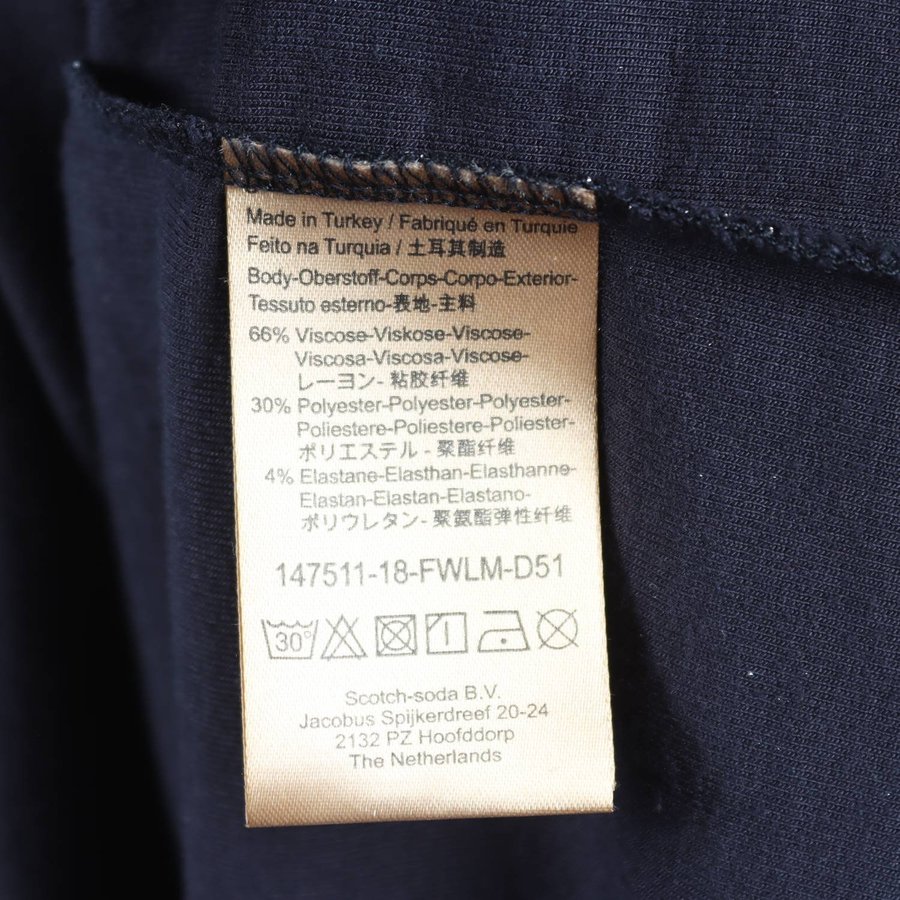 Made in Turkey / Fabriqué en Turquie
Feito na Turquia / 土耳其制造
Body-Oberstoff-Corps-Corpo-Exterior-
Tessuto esterno-表地-主料
66% Viscose-Viskose-Viscose-
Viscosa-Viscosa-Viscose-
レーヨン- 粘胶纤维
30% Polyester-Polyester-Polyester-
Poliestere-Poliestere-Poliester-
ポリエステル - 聚酯纤维
4% Elastane-Elasthan-Elasthanne-
Elastan-Elastan-Elastano-
ポリウレタン- 聚氨酯弹性纤维
147511-18-FWLM-D51
30°
Scotch-soda B.V.
Jacobus Spijkerdreef 20-24
2132 PZ Hoofddorp
The Netherlands